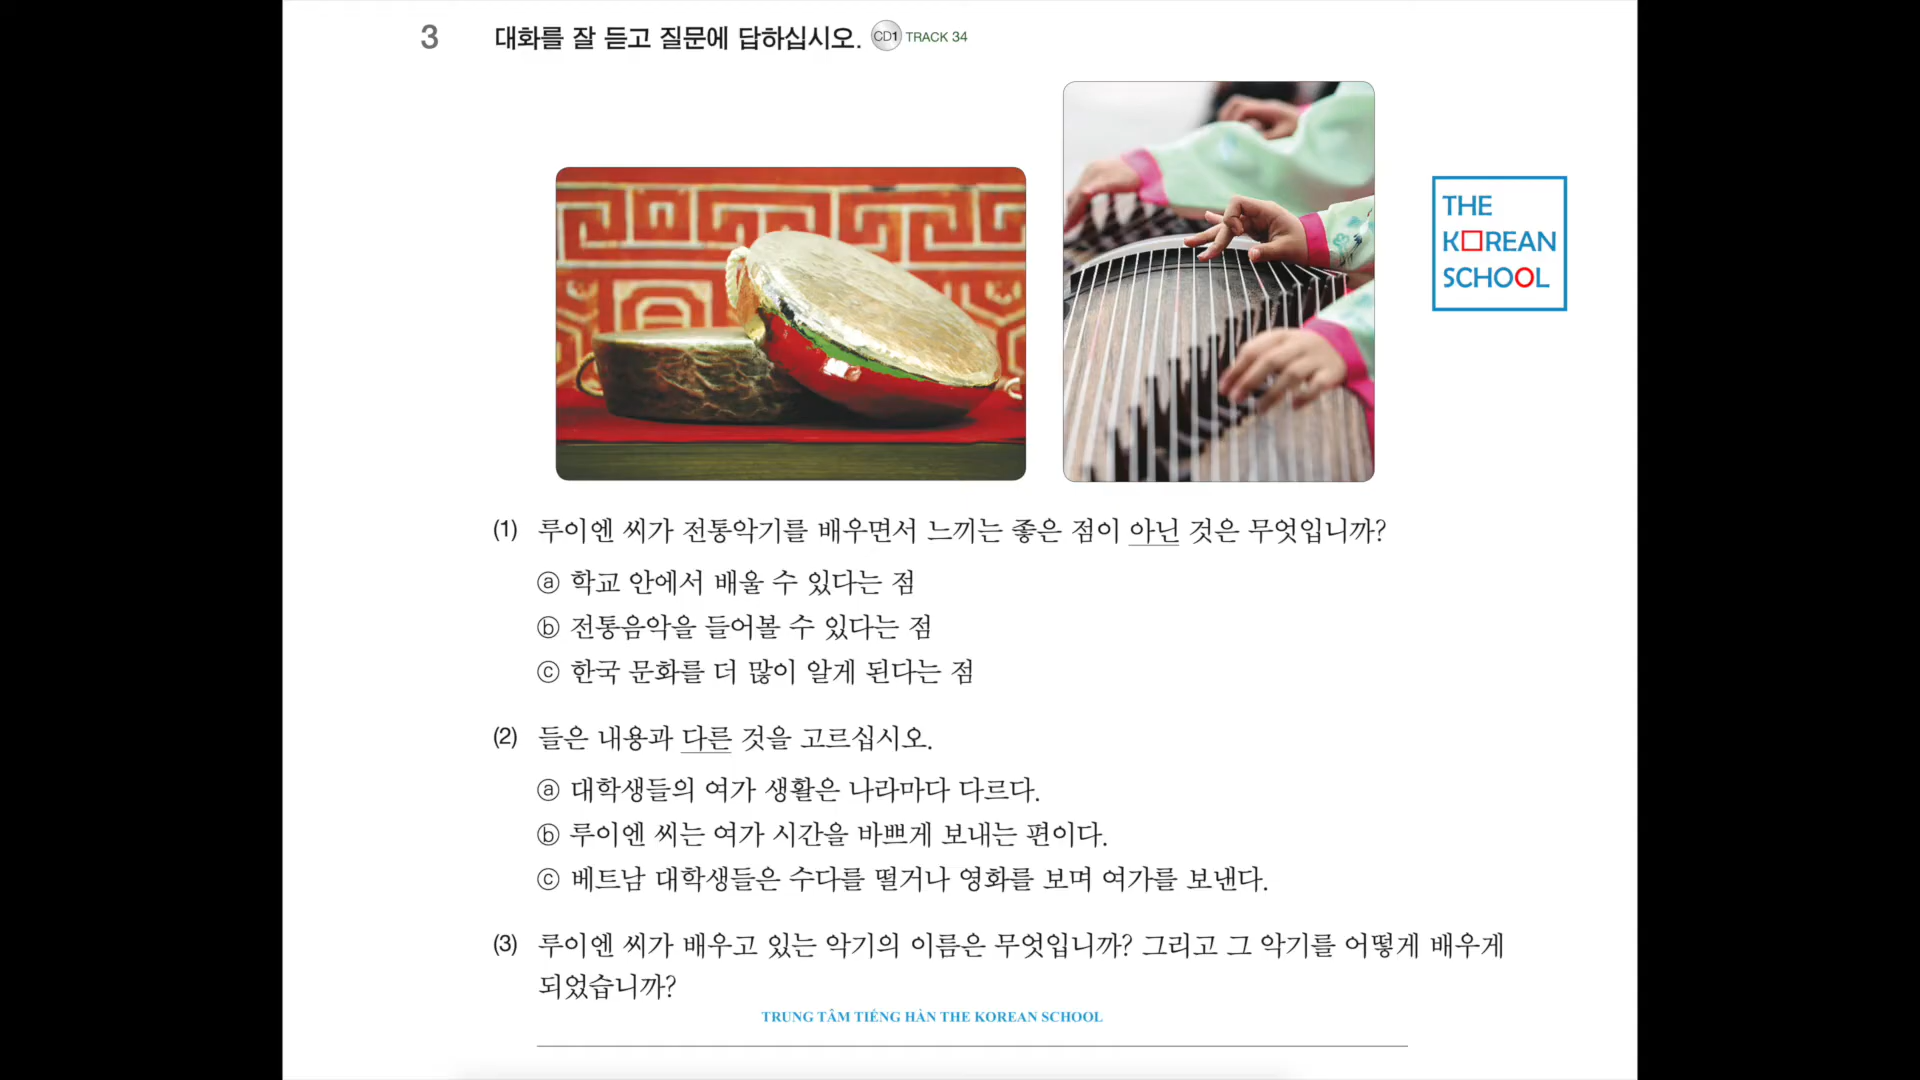 3 대화를 잘 듣고 질문에 답하십시오. CD1 TRACK 34
THE
KOREAN
SCHOOL
(1) 루이엔 씨가 전통악기를 배우면서 느끼는 좋은 점이 아닌 것은 무엇입니까?
ⓐ 학교 안에서 배울 수 있다는 점
ⓑ 전통음악을 들어볼 수 있다는 점
ⓒ 한국 문화를 더 많이 알게 된다는 점
(2) 들은 내용과 다른 것을 고르십시오.
ⓐ 대학생들의 여가 생활은 나라마다 다르다.
ⓑ 루이엔 씨는 여가 시간을 바쁘게 보내는 편이다.
ⓒ 베트남 대학생들은 수다를 떨거나 영화를 보며 여가를 보낸다.
(3) 루이엔 씨가 배우고 있는 악기의 이름은 무엇입니까? 그리고 그 악기를 어떻게 배우게
되었습니까?
TRUNG TÂM TIẾNG HÀN THE KOREAN SCHOOL